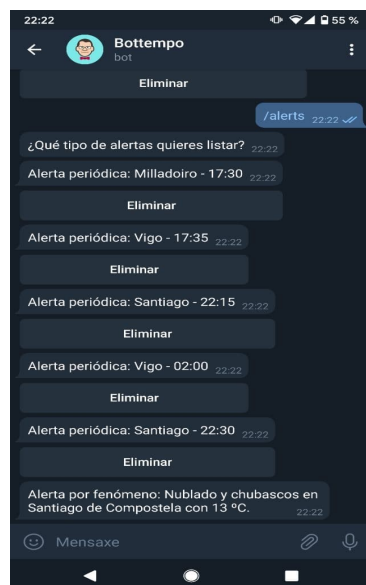 22:22
55 %
Bottempo
bot
Eliminar
/alerts 22:22
¿Qué tipo de alertas quieres listar? 22:22
Alerta periódica: Milladoiro - 17:30 22:22
Eliminar
Alerta periódica: Vigo - 17:35 22:22
Eliminar
Alerta periódica: Santiago - 22:15 22:22
Eliminar
Alerta periódica: Vigo - 02:00 22:22
Eliminar
Alerta periódica: Santiago - 22:30 22:22
Eliminar
Alerta por fenómeno: Nublado y chubascos en
Santiago de Compostela con 13 ºC. 22:22
Mensaxe